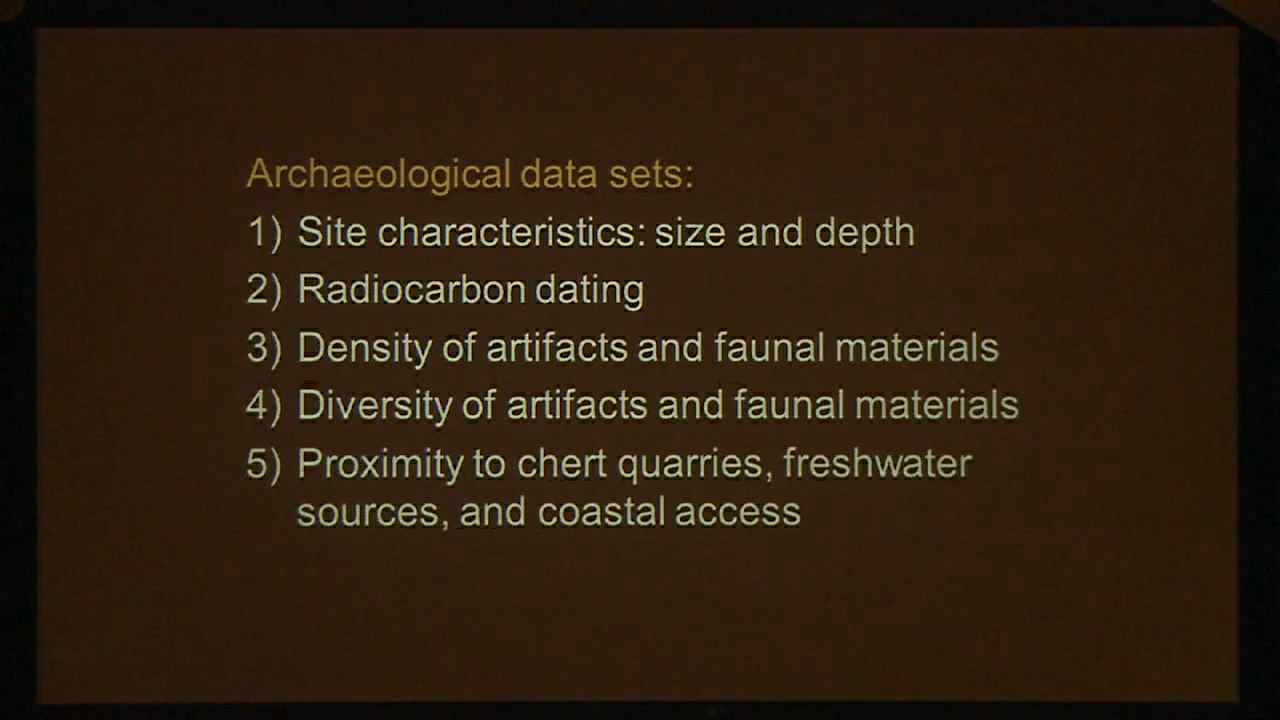 Archaeological data sets:
1) Site characteristics: size and depth
2) Radiocarbon dating
3) Density of artifacts and faunal materials
4) Diversity of artifacts and faunal materials
5) Proximity to chert quarries, freshwater
sources, and coastal access